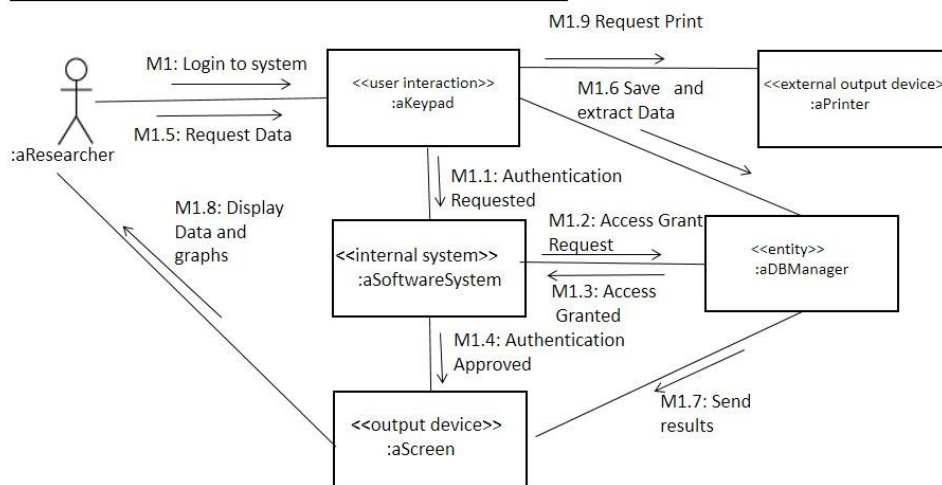 M1.9 Request Print
M1: Login to system
<<user interaction>>
:aKeypad
<<external output device>
:aPrinter
M1.6 Save and
extract Data
M1.5: Request Data
:aResearcher
M1.1: Authentication
Requested
M1.8: Display
Data and
graphs
M1.2: Access Grant
Request
<<internal system>>
:aSoftwareSystem
<<entity>>
:aDBManager
M1.3: Access
Granted
M1.4: Authentication
Approved
M1.7: Send
results
<<output device>>
:aScreen